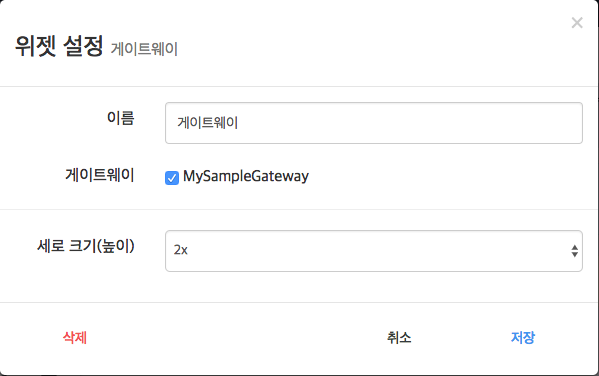 위젯 설정 게이트웨이
×
이름
게이트웨이
게이트웨이 MySampleGateway
세로 크기(높이)
2x
삭제 취소 저장